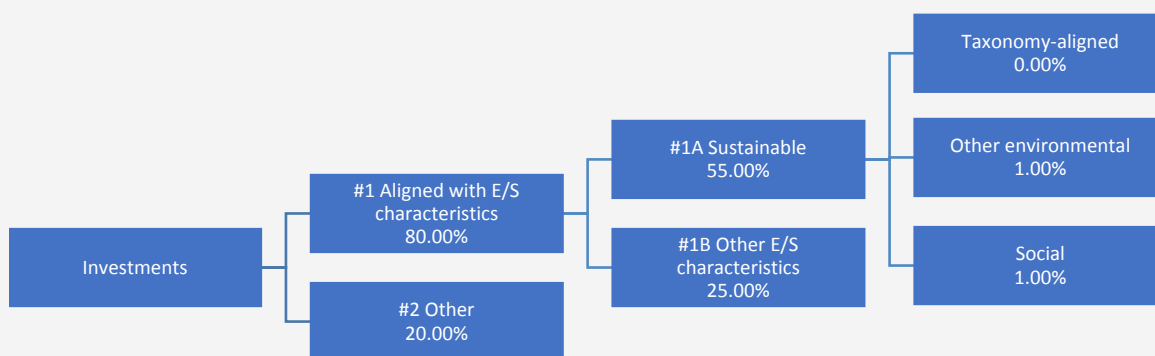 Investments
#1 Aligned with E/S
characteristics
80.00%
#2 Other
20.00%
#1A Sustainable
55.00%
#1B Other E/S
characteristics
25.00%
Taxonomy-aligned
0.00%
Other environmental
1.00%
Social
1.00%